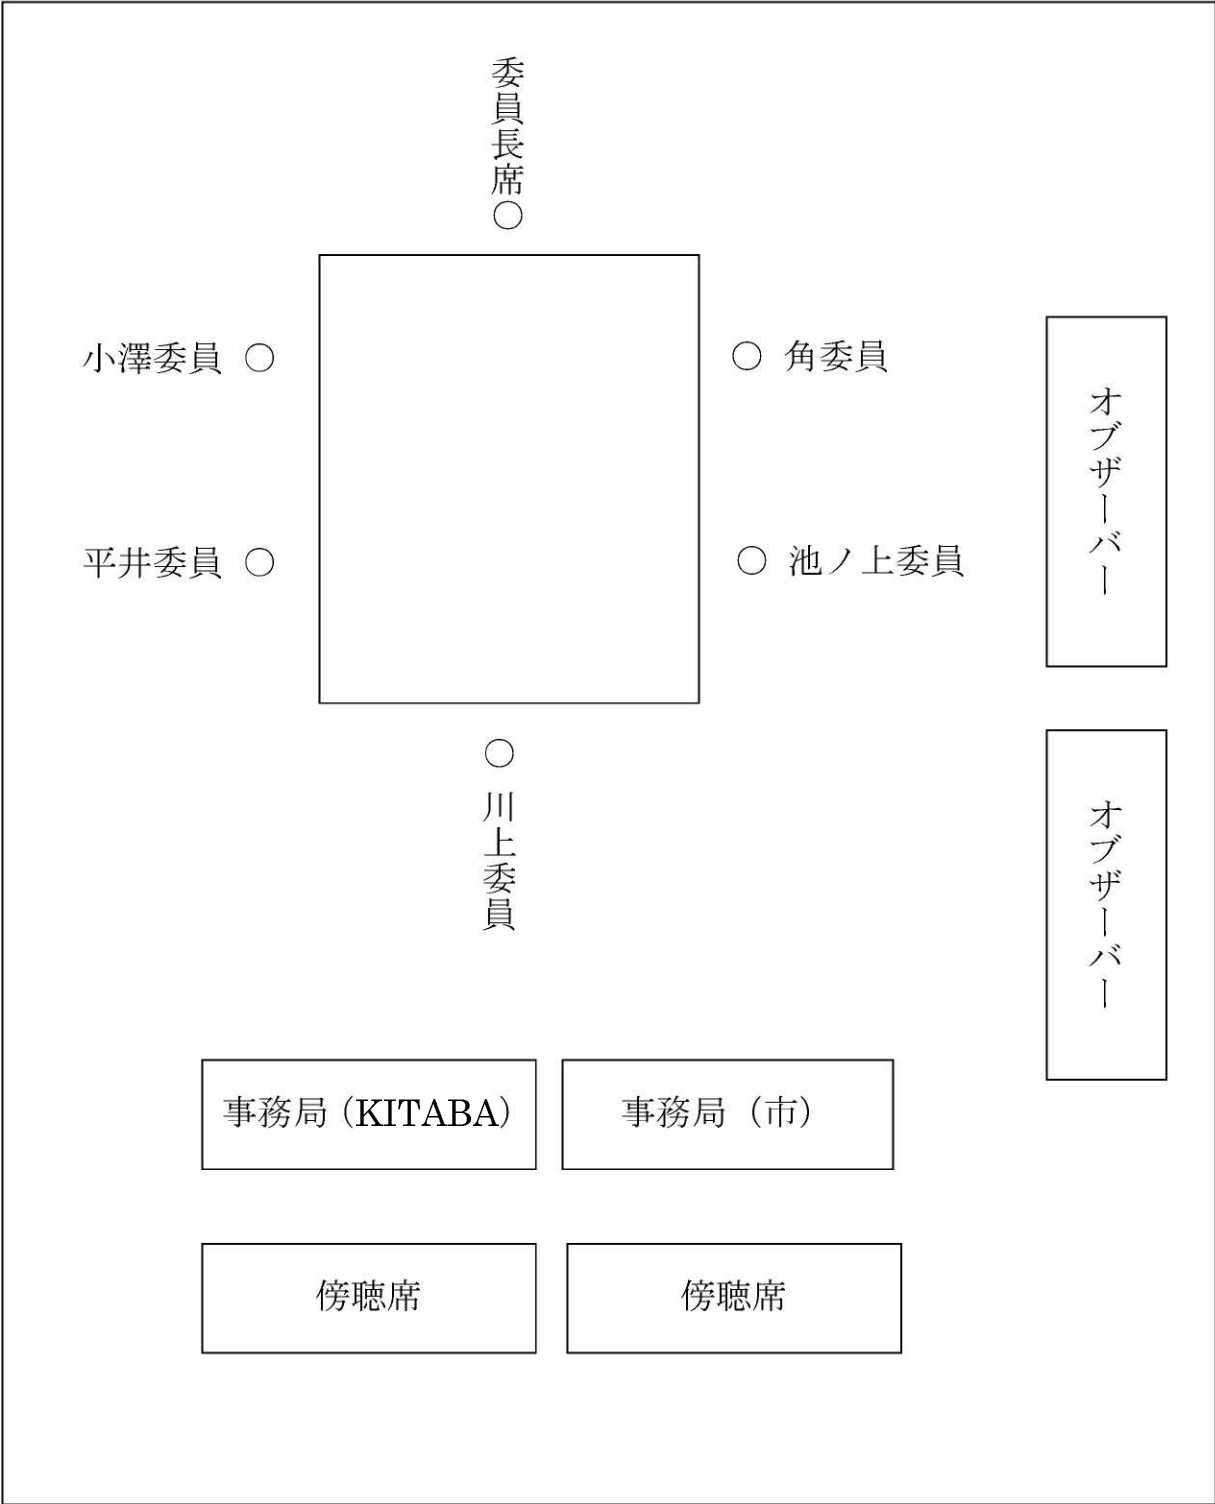 委員長席○
小澤委員 ○
○ 角委員
平井委員 ○
○ 池ノ上委員
○ 川上委員
オブザーバー
オブザーバー
事務局(KITABA)
事務局（市）
傍聴席
傍聴席